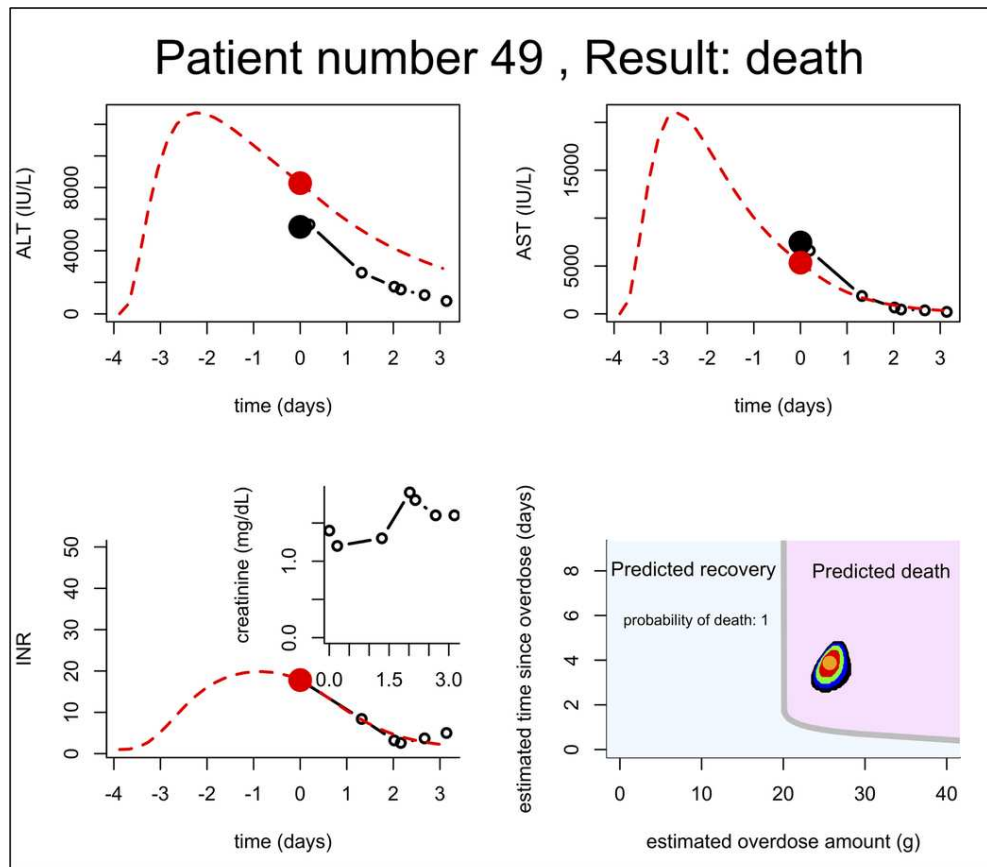 Patient number 49 , Result: death
ALT (IU/L)
0 4000 8000
-4 -3 -2 -1 0 1 2 3
time (days)
AST (IU/L)
0 5000 15000
-4 -3 -2 -1 0 1 2 3
time (days)
INR
0 10 20 30 40 50
-4 -3 -2 -1 0 1 2 3
time (days)
creatinine (mg/dL)
0.0 1.0
0.0 1.5 3.0
estimated time since overdose (days)
0 2 4 6 8
Predicted recovery
Predicted death
probability of death: 1
0 10 20 30 40
estimated overdose amount (g)